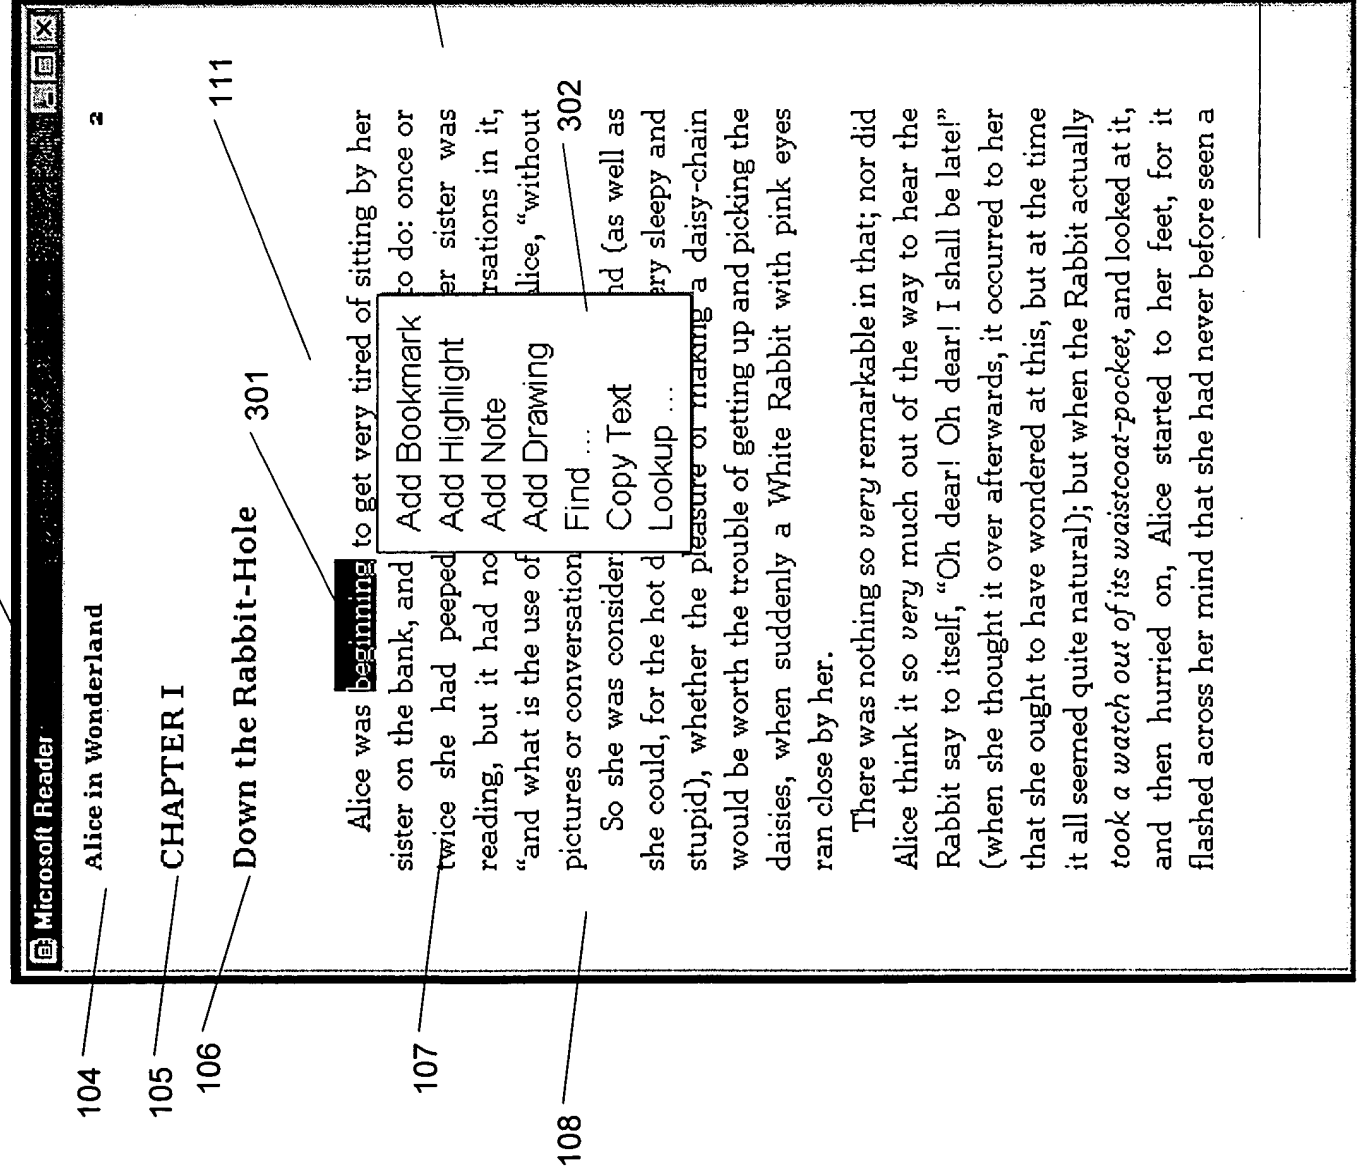 Microsoft Reader
Alice in Wonderland 2
CHAPTER I
Down the Rabbit-Hole
Alice was beginning to get very tired of sitting by her
sister on the bank, and to do: once or
twice she had peeped er sister was
reading, but it had no rsations in it,
“and what is the use of lice, “without
pictures or conversation
So she was consider nd (as well as
she could, for the hot d ery sleepy and
stupid), whether the pleasure of making a daisy-chain
would be worth the trouble of getting up and picking the
daisies, when suddenly a White Rabbit with pink eyes
ran close by her.
There was nothing so very remarkable in that; nor did
Alice think it so very much out of the way to hear the
Rabbit say to itself, “Oh dear! Oh dear! I shall be late!”
(when she thought it over afterwards, it occurred to her
that she ought to have wondered at this, but at the time
it all seemed quite natural); but when the Rabbit actually
took a watch out of its waistcoat-pocket, and looked at it,
and then hurried on, Alice started to her feet, for it
flashed across her mind that she had never before seen a
Add Bookmark
Add Highlight
Add Note
Add Drawing
Find ...
Copy Text
Lookup ...
104
105
106
107
108
301
111
302